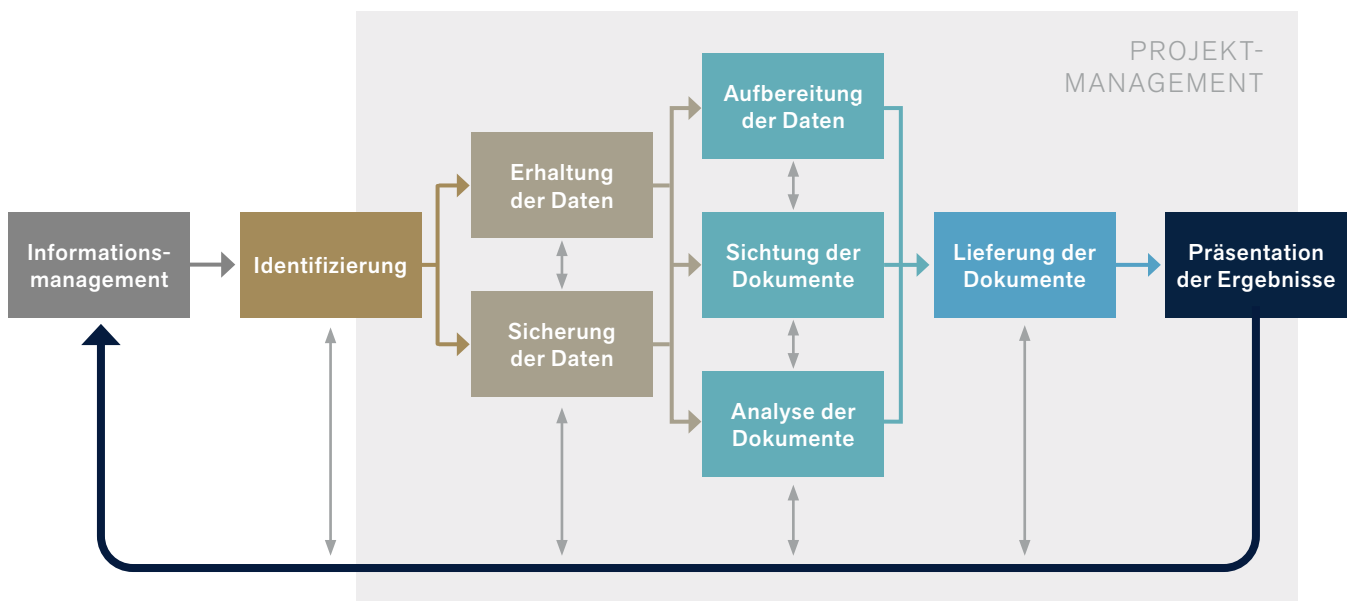 PROJEKT-
MANAGEMENT
Informations-
management
Identifizierung
Erhaltung
der Daten
Sicherung
der Daten
Aufbereitung
der Daten
Sichtung der
Dokumente
Analyse der
Dokumente
Lieferung der
Dokumente
Präsentation
der Ergebnisse